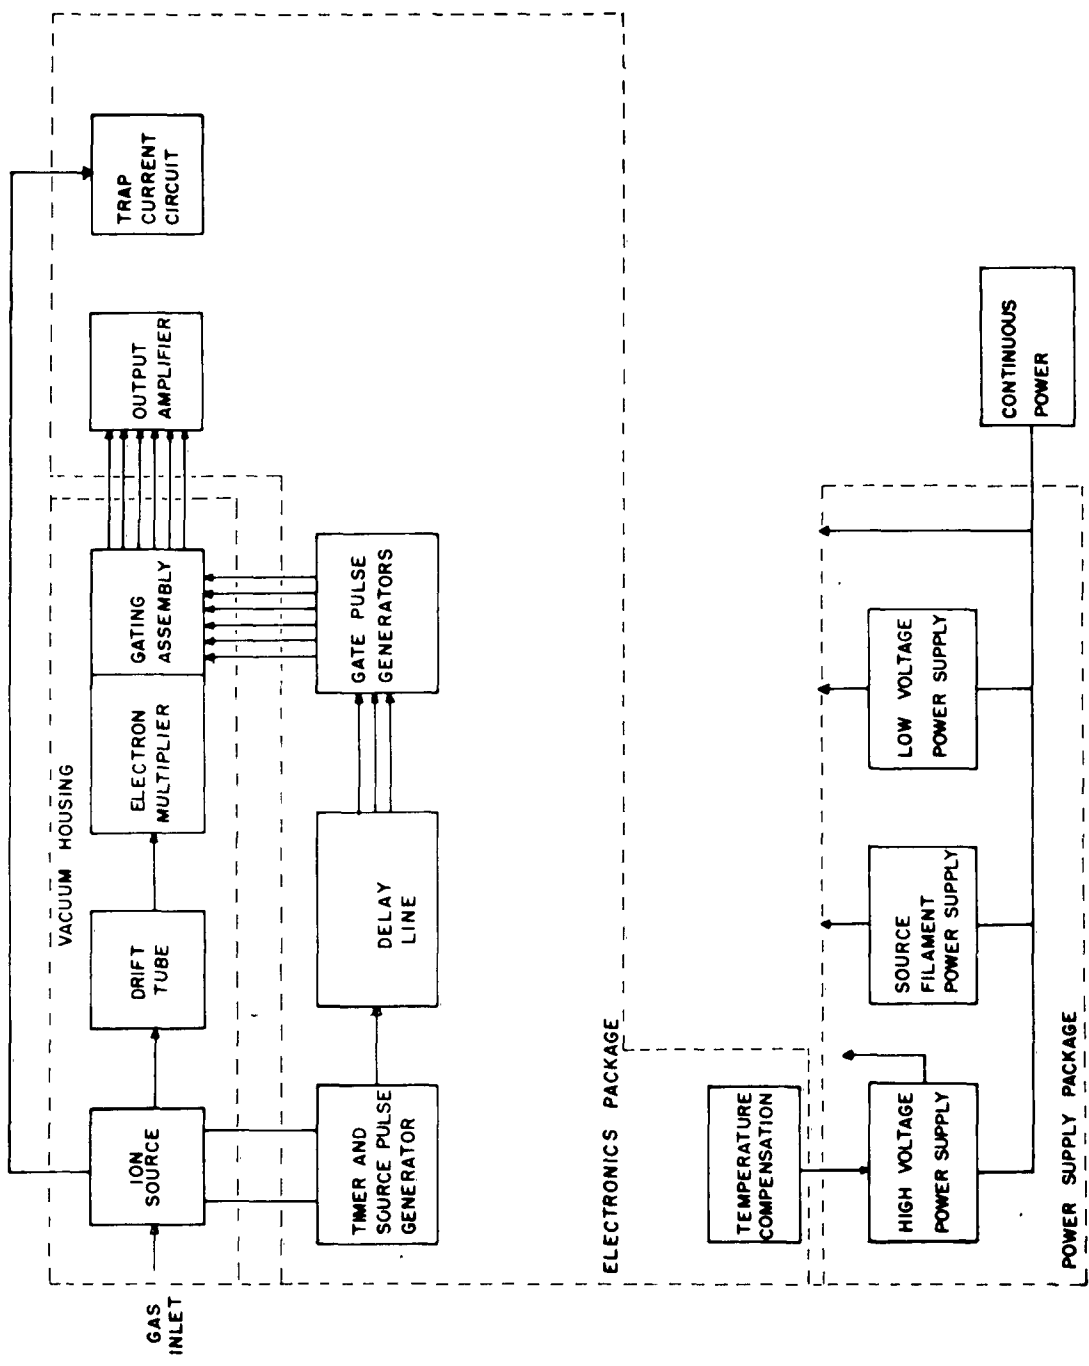 GAS
INLET
VACUUM HOUSING
ION
SOURCE
DRIFT
TUBE
ELECTRON
MULTIPLIER
GATING
ASSEMBLY
OUTPUT
AMPLIFIER
TRAP
CURRENT
CIRCUIT
TIMER AND
SOURCE PULSE
GENERATOR
DELAY
LINE
GATE PULSE
GENERATORS
ELECTRONICS PACKAGE
TEMPERATURE
COMPENSATION
HIGH VOLTAGE
POWER SUPPLY
SOURCE
FILAMENT
POWER SUPPLY
LOW VOLTAGE
POWER SUPPLY
CONTINUOUS
POWER
POWER SUPPLY PACKAGE